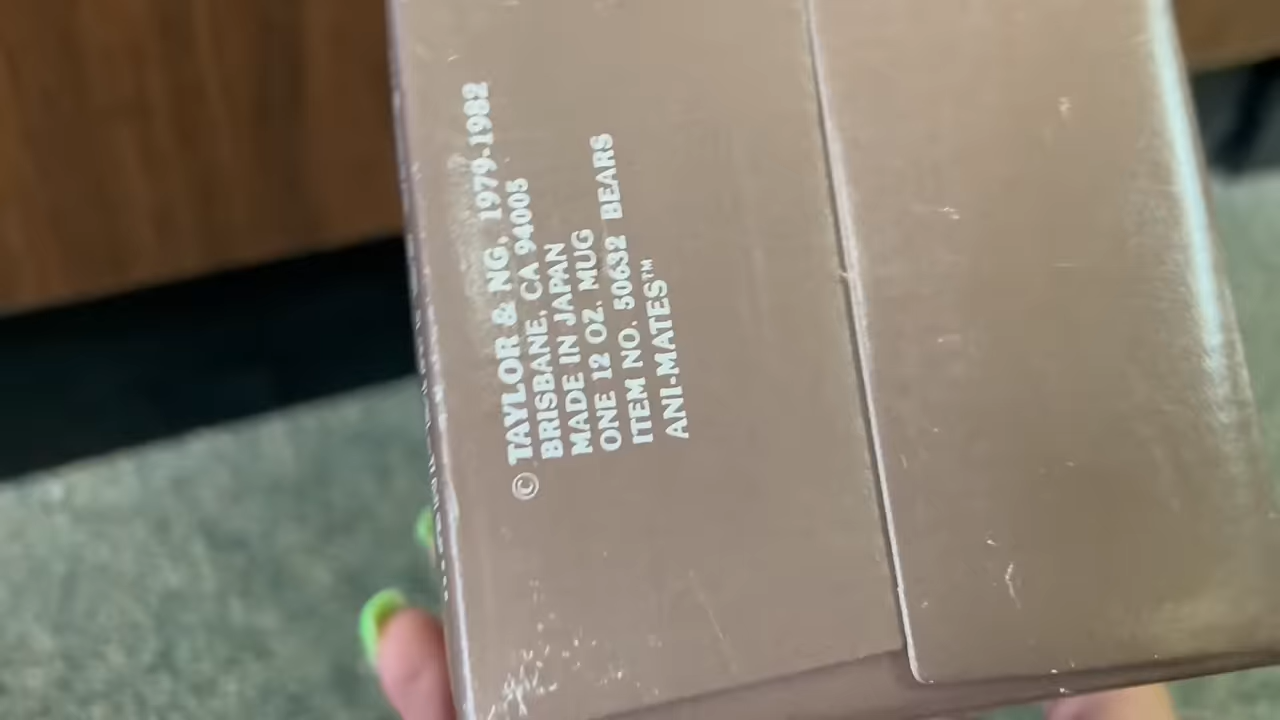 © TAYLOR & NG, 1979-1982
BRISBANE, CA 94005
MADE IN JAPAN
ONE 12 OZ. MUG
ITEM NO. 50632 BEARS
ANI-MATES™